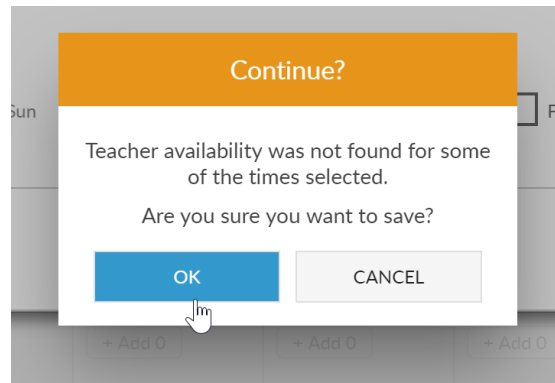 Continue?
Sun
F
Teacher availability was not found for some
of the times selected.
Are you sure you want to save?
OK
CANCEL
+ Add 0
+ Add 0
+ Add 0